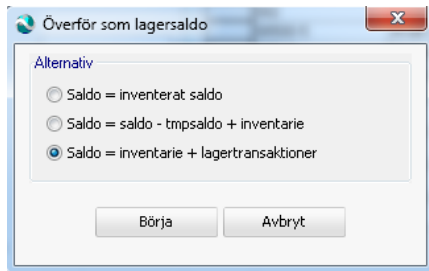 Överför som lagersaldo
Alternativ
Saldo = inventerat saldo
Saldo = saldo - tmpsaldo + inventarie
Saldo = inventarie + lagertransaktioner
Börja Avbryt